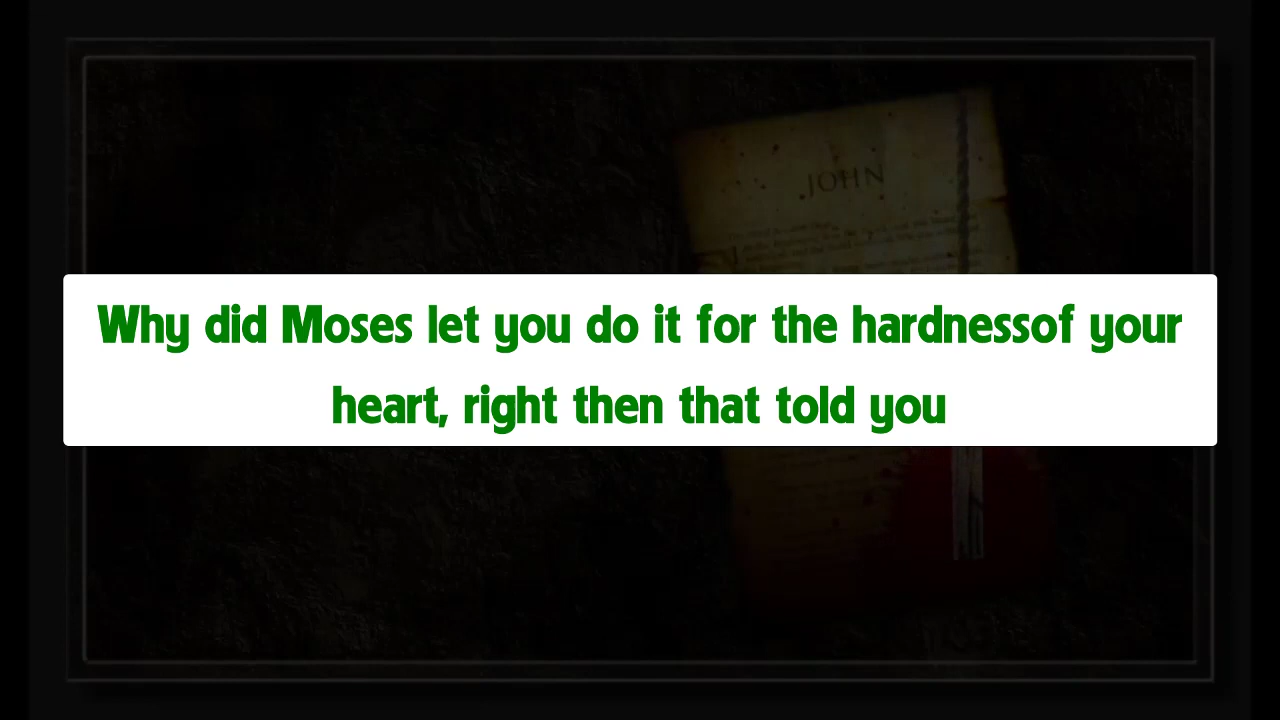 JOHN
Why did Moses let you do it for the hardnessof your
heart, right then that told you